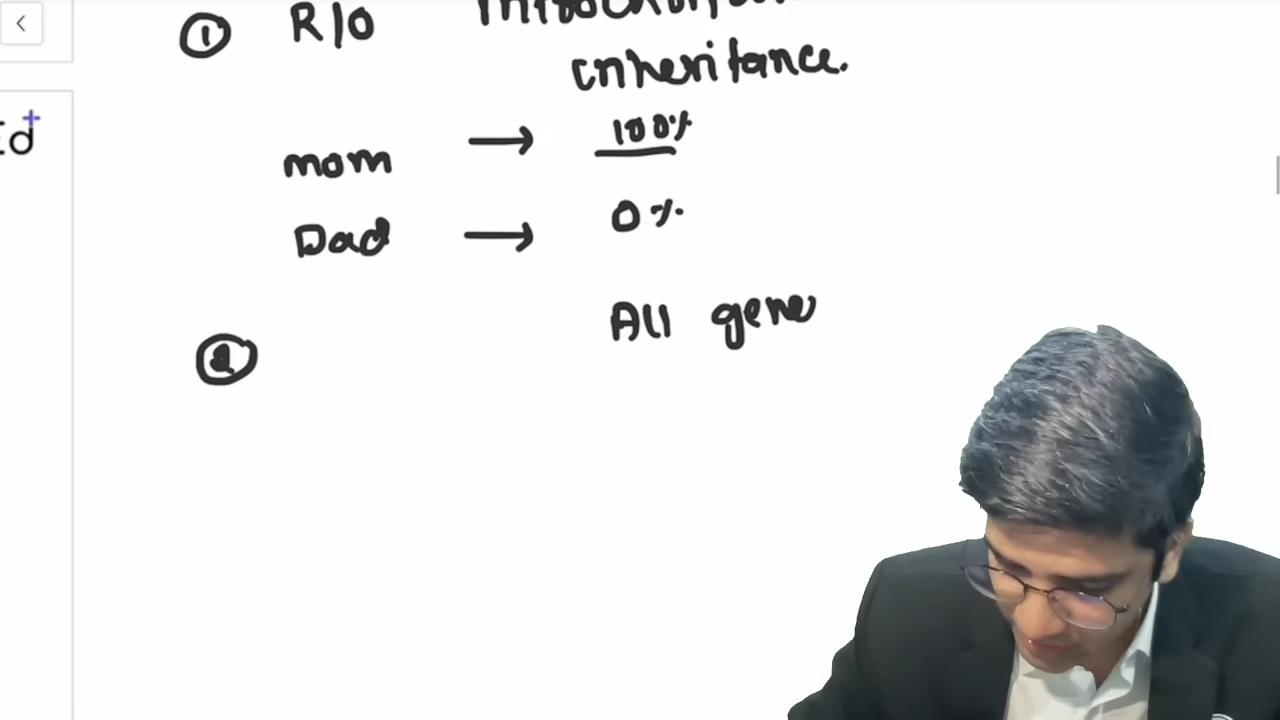 ① R/O
inheritance.
mom → 100%
Dad → 0%
② All gene